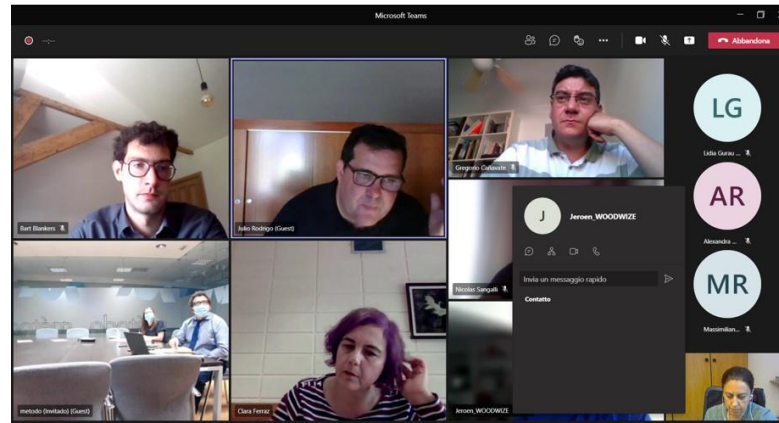 Microsoft Teams
--:--
Abbandona
Bart Blankers
Julio Rodrigo (Guest)
Gregorio Cañavate
LG
Lidia Gurau ...
AR
Alexandra ...
J
Jeroen_WOODWIZE
Invia un messaggio rapido
Contatto
Nicolas Sangalli
MR
Massimilian...
metodo (Invitado) (Guest)
Clara Ferraz
Jeroen_WOODWIZE